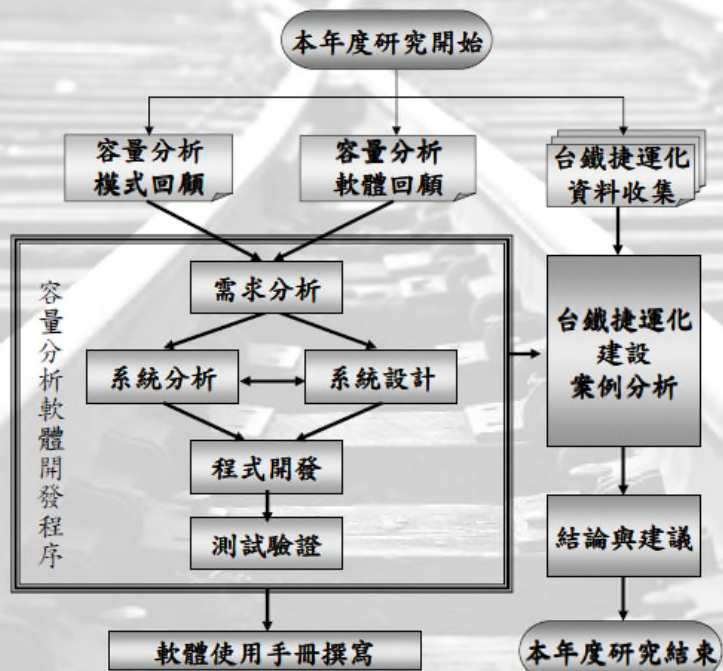 本年度研究開始
容量分析
模式回顧
容量分析
軟體回顧
台鐵捷運化
資料收集
容量分析軟體開發程序
需求分析
系統分析
系統設計
程式開發
測試驗證
台鐵捷運化
建設
案例分析
結論與建議
軟體使用手冊撰寫
本年度研究結束